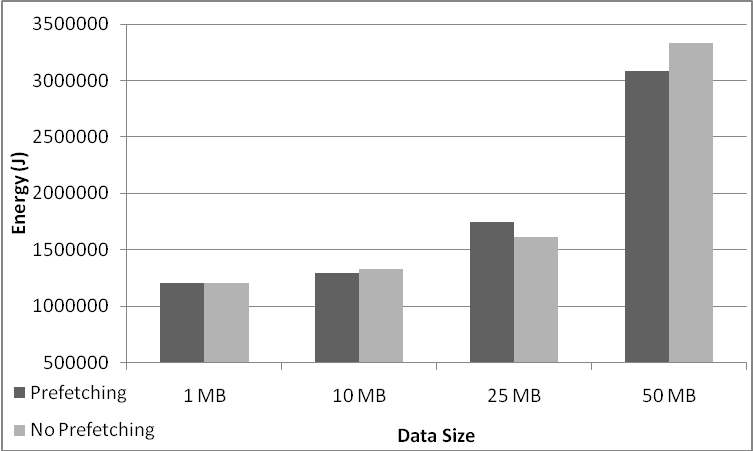 3500000
3000000
2500000
2000000
1500000
1000000
500000
Energy (J)
1 MB
10 MB
25 MB
50 MB
Data Size
Prefetching
No Prefetching